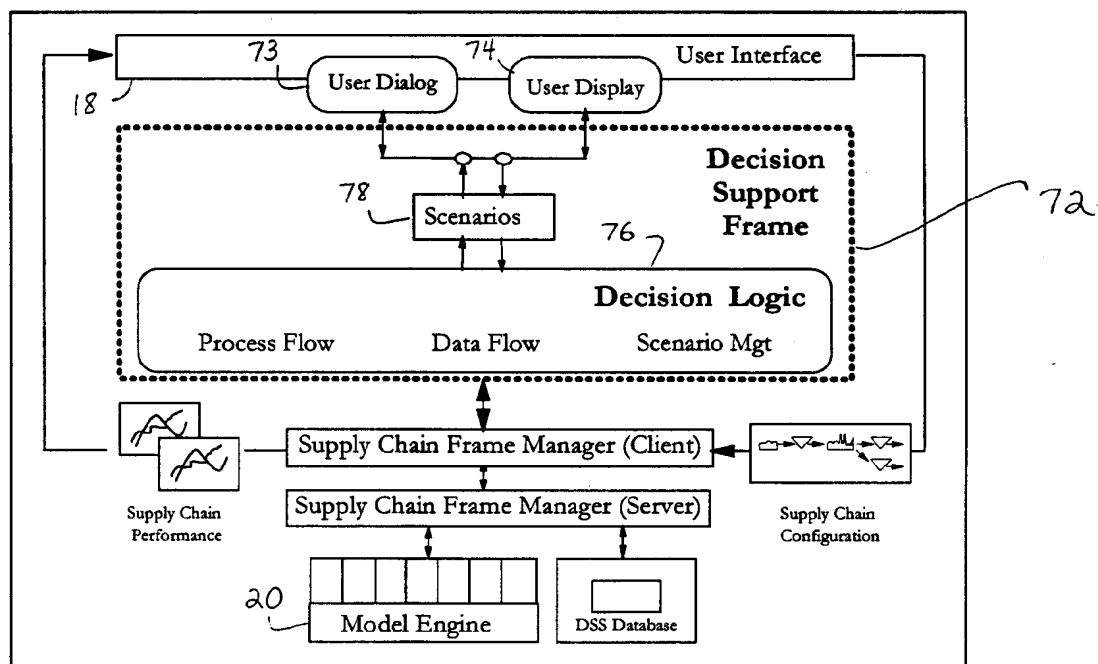 73
74
User Interface
18
User Dialog
User Display
Decision
Support
Frame
72
78
Scenarios
76
Decision Logic
Process Flow
Data Flow
Scenario Mgt
Supply Chain Frame Manager (Client)
Supply Chain
Performance
Supply Chain Frame Manager (Server)
Supply Chain
Configuration
20
Model Engine
DSS Database